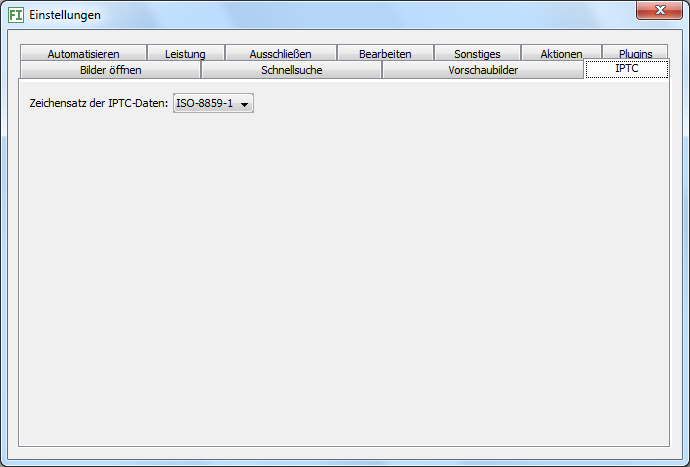 FI Einstellungen
Automatisieren Leistung Ausschließen Bearbeiten Sonstiges Aktionen Plugins
Bilder öffnen Schnellsuche Vorschaubilder IPTC
Zeichensatz der IPTC-Daten: ISO-8859-1